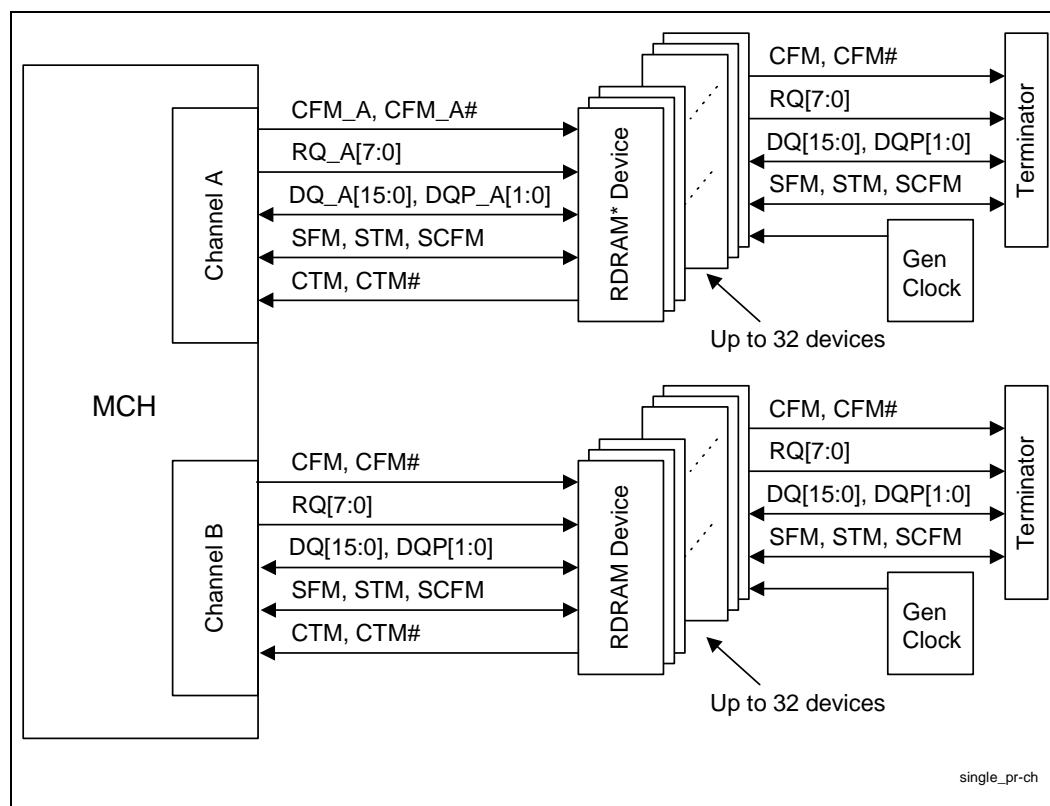 MCH
Channel A
CFM_A, CFM_A#
RQ_A[7:0]
DQ_A[15:0], DQP_A[1:0]
SFM, STM, SCFM
CTM, CTM#
RDRAM* Device
CFM, CFM#
RQ[7:0]
DQ[15:0], DQP[1:0]
SFM, STM, SCFM
Terminator
Gen
Clock
Up to 32 devices
Channel B
CFM, CFM#
RQ[7:0]
DQ[15:0], DQP[1:0]
SFM, STM, SCFM
CTM, CTM#
RDRAM Device
CFM, CFM#
RQ[7:0]
DQ[15:0], DQP[1:0]
SFM, STM, SCFM
Terminator
Gen
Clock
Up to 32 devices
single_pr-ch